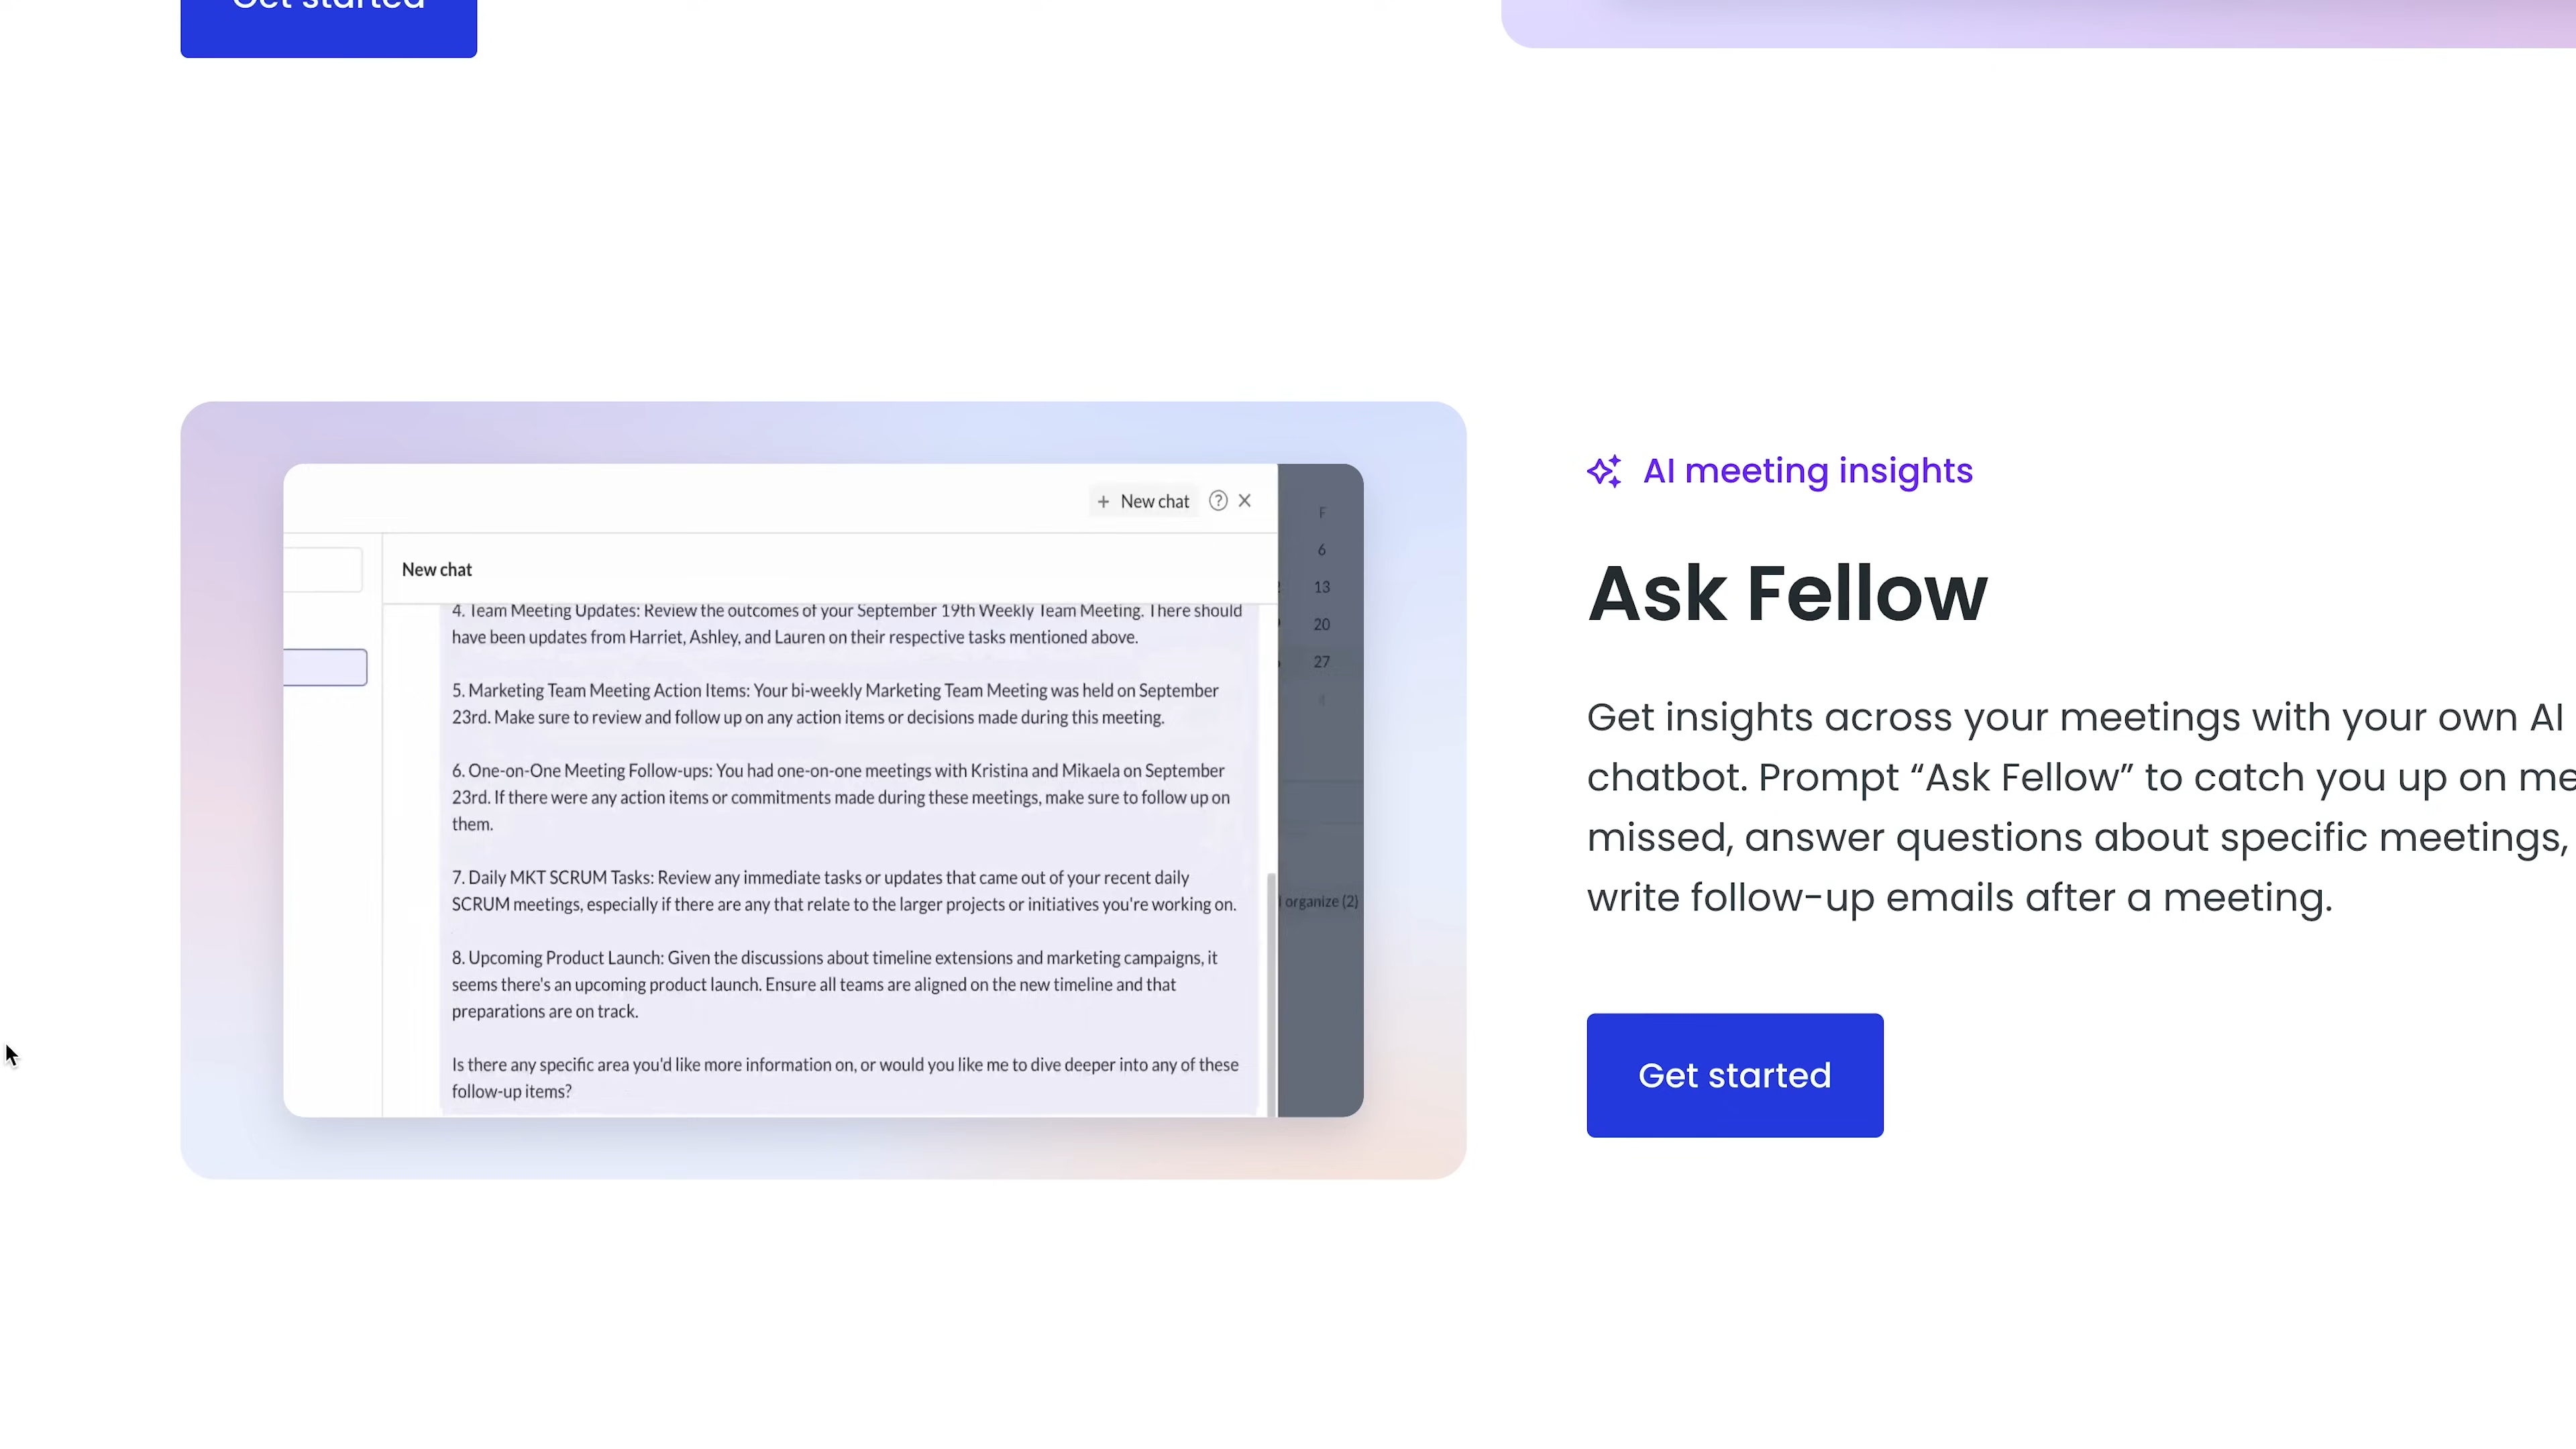 Get started
+ New chat
New chat
4. Team Meeting Updates: Review the outcomes of your September 19th Weekly Team Meeting. There should
have been updates from Harriet, Ashley, and Lauren on their respective tasks mentioned above.
5. Marketing Team Meeting Action Items: Your bi-weekly Marketing Team Meeting was held on September
23rd. Make sure to review and follow up on any action items or decisions made during this meeting.
6. One-on-One Meeting Follow-ups: You had one-on-one meetings with Kristina and Mikaela on September
23rd. If there were any action items or commitments made during these meetings, make sure to follow up on
them.
7. Daily MKT SCRUM Tasks: Review any immediate tasks or updates that came out of your recent daily
SCRUM meetings, especially if there are any that relate to the larger projects or initiatives you're working on.
8. Upcoming Product Launch: Given the discussions about timeline extensions and marketing campaigns, it
seems there's an upcoming product launch. Ensure all teams are aligned on the new timeline and that
preparations are on track.
Is there any specific area you'd like more information on, or would you like me to dive deeper into any of these
follow-up items?
F
6
13
20
27
4
organize (2)
AI meeting insights
Ask Fellow
Get insights across your meetings with your own AI
chatbot. Prompt “Ask Fellow” to catch you up on
missed, answer questions about specific meetings,
write follow-up emails after a meeting.
Get started